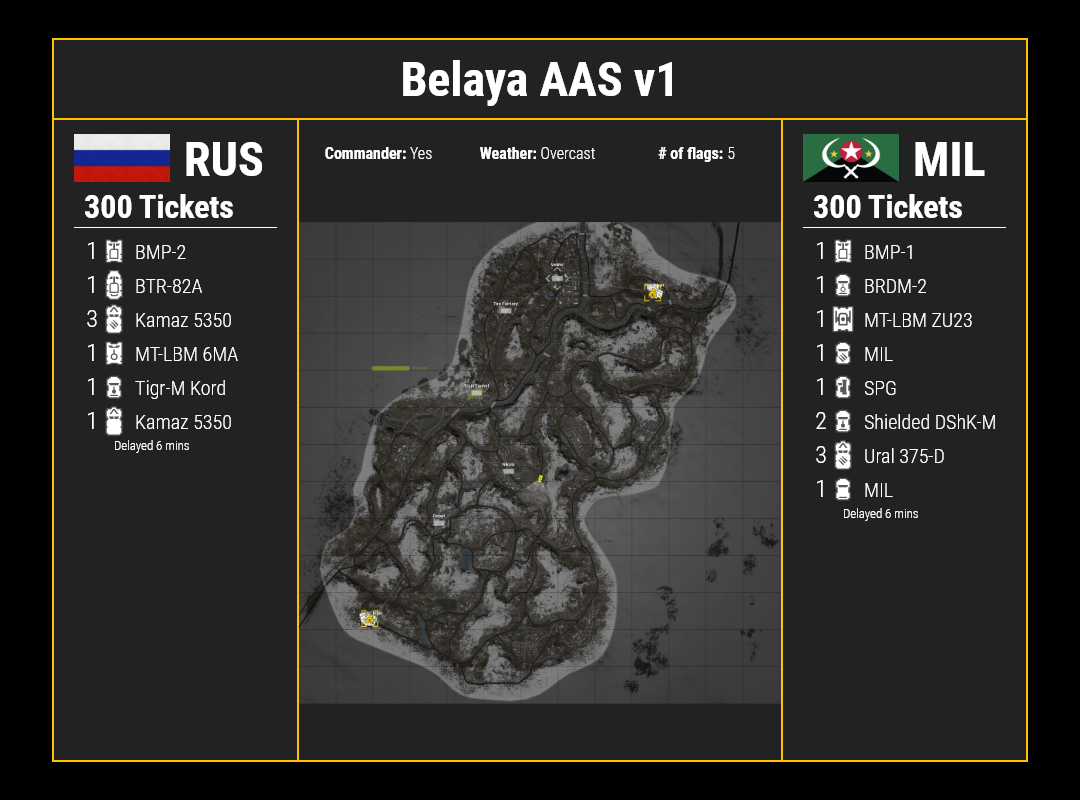 Belaya AAS v1
RUS
300 Tickets
1 BMP-2
1 BTR-82A
3 Kamaz 5350
1 MT-LBM 6MA
1 Tigr-M Kord
1 Kamaz 5350
Delayed 6 mins
Commander: Yes
Weather: Overcast
# of flags: 5
Tire Factory
MIL
300 Tickets
1 BMP-1
1 BRDM-2
1 MT-LBM ZU23
1 MIL
1 SPG
2 Shielded DShK-M
3 Ural 375-D
1 MIL
Delayed 6 mins